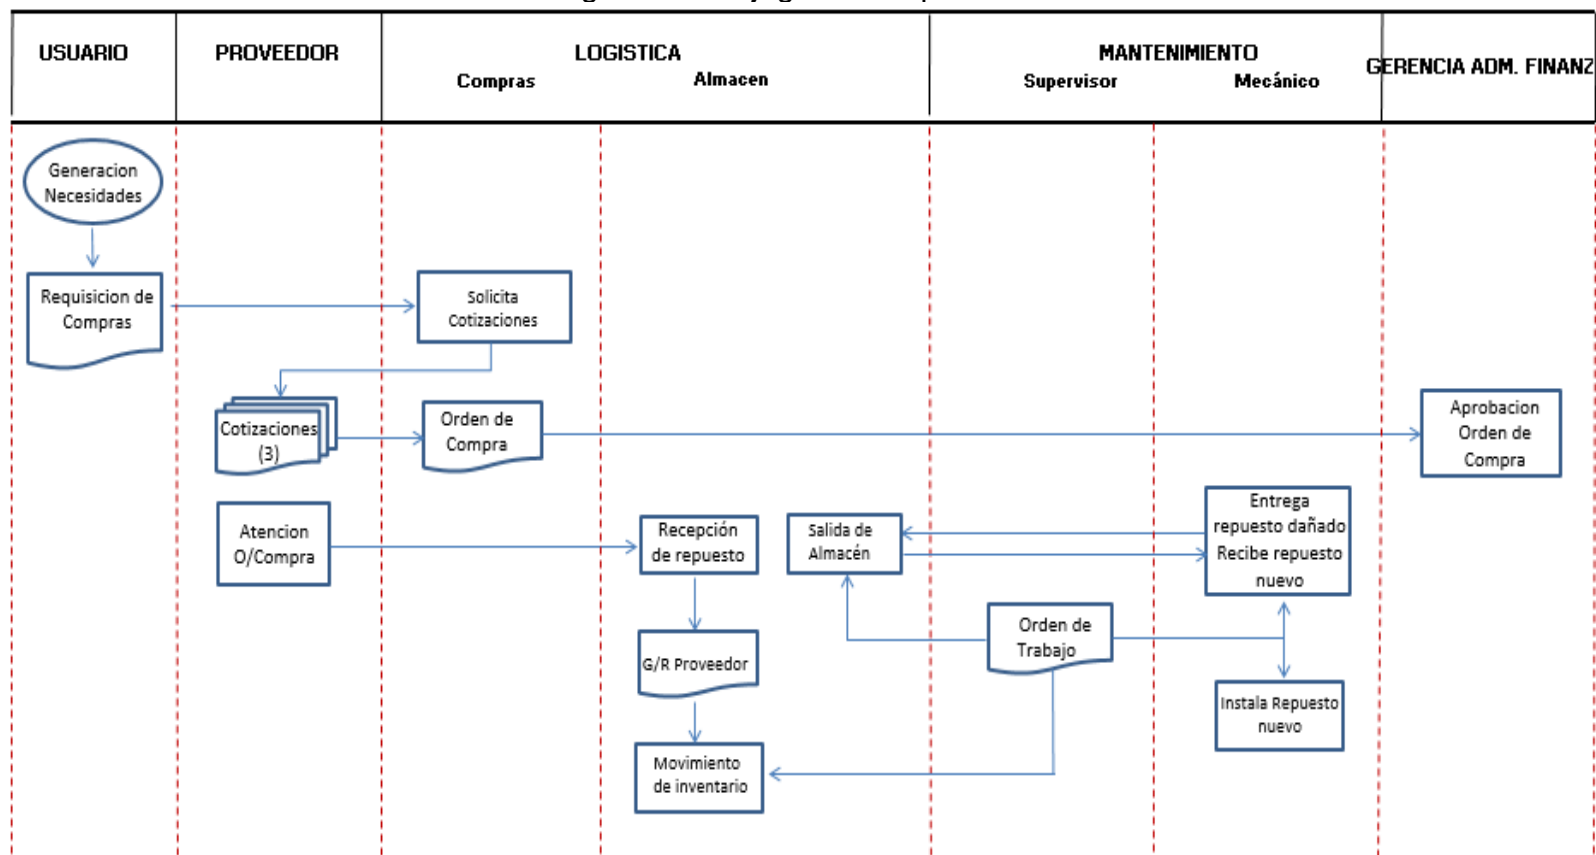 USUARIO
PROVEEDOR
LOGISTICA
MANTENIMIENTO
GERENCIA ADM. FINANZ
Compras
Almacen
Supervisor
Mecánico
Generacion
Necesidades
Requisicion de
Compras
Solicita
Cotizaciones
Cotizaciones
(3)
Orden de
Compra
Aprobacion
Orden de
Compra
Atencion
O/Compra
Recepción
de repuesto
Salida de
Almacén
Entrega
repuesto dañado
Recibe repuesto
nuevo
Orden de
Trabajo
G/R Proveedor
Instala Repuesto
nuevo
Movimiento
de inventario